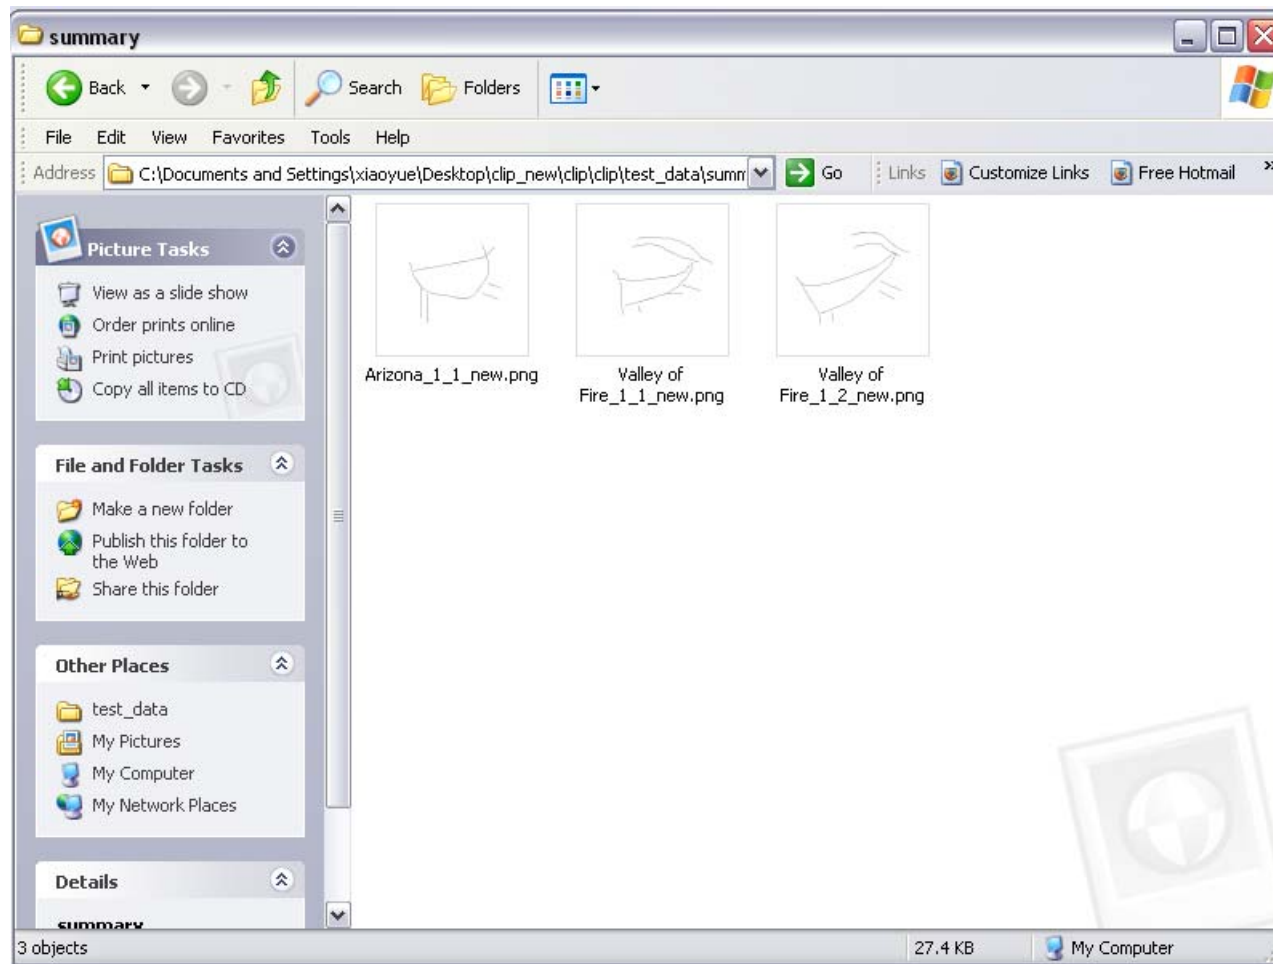 summary
Back Search Folders
File Edit View Favorites Tools Help
Address C:\Documents and Settings\xiaoyue\Desktop\clip_new\clip\clip\test_data\summ Go Links Customize Links Free Hotmail »
Picture Tasks
View as a slide show
Order prints online
Print pictures
Copy all items to CD
File and Folder Tasks
Make a new folder
Publish this folder to
the Web
Share this folder
Other Places
test_data
My Pictures
My Computer
My Network Places
Details
summary
Arizona_1_1_new.png
Valley of
Fire_1_1_new.png
Valley of
Fire_1_2_new.png
3 objects 27.4 KB My Computer